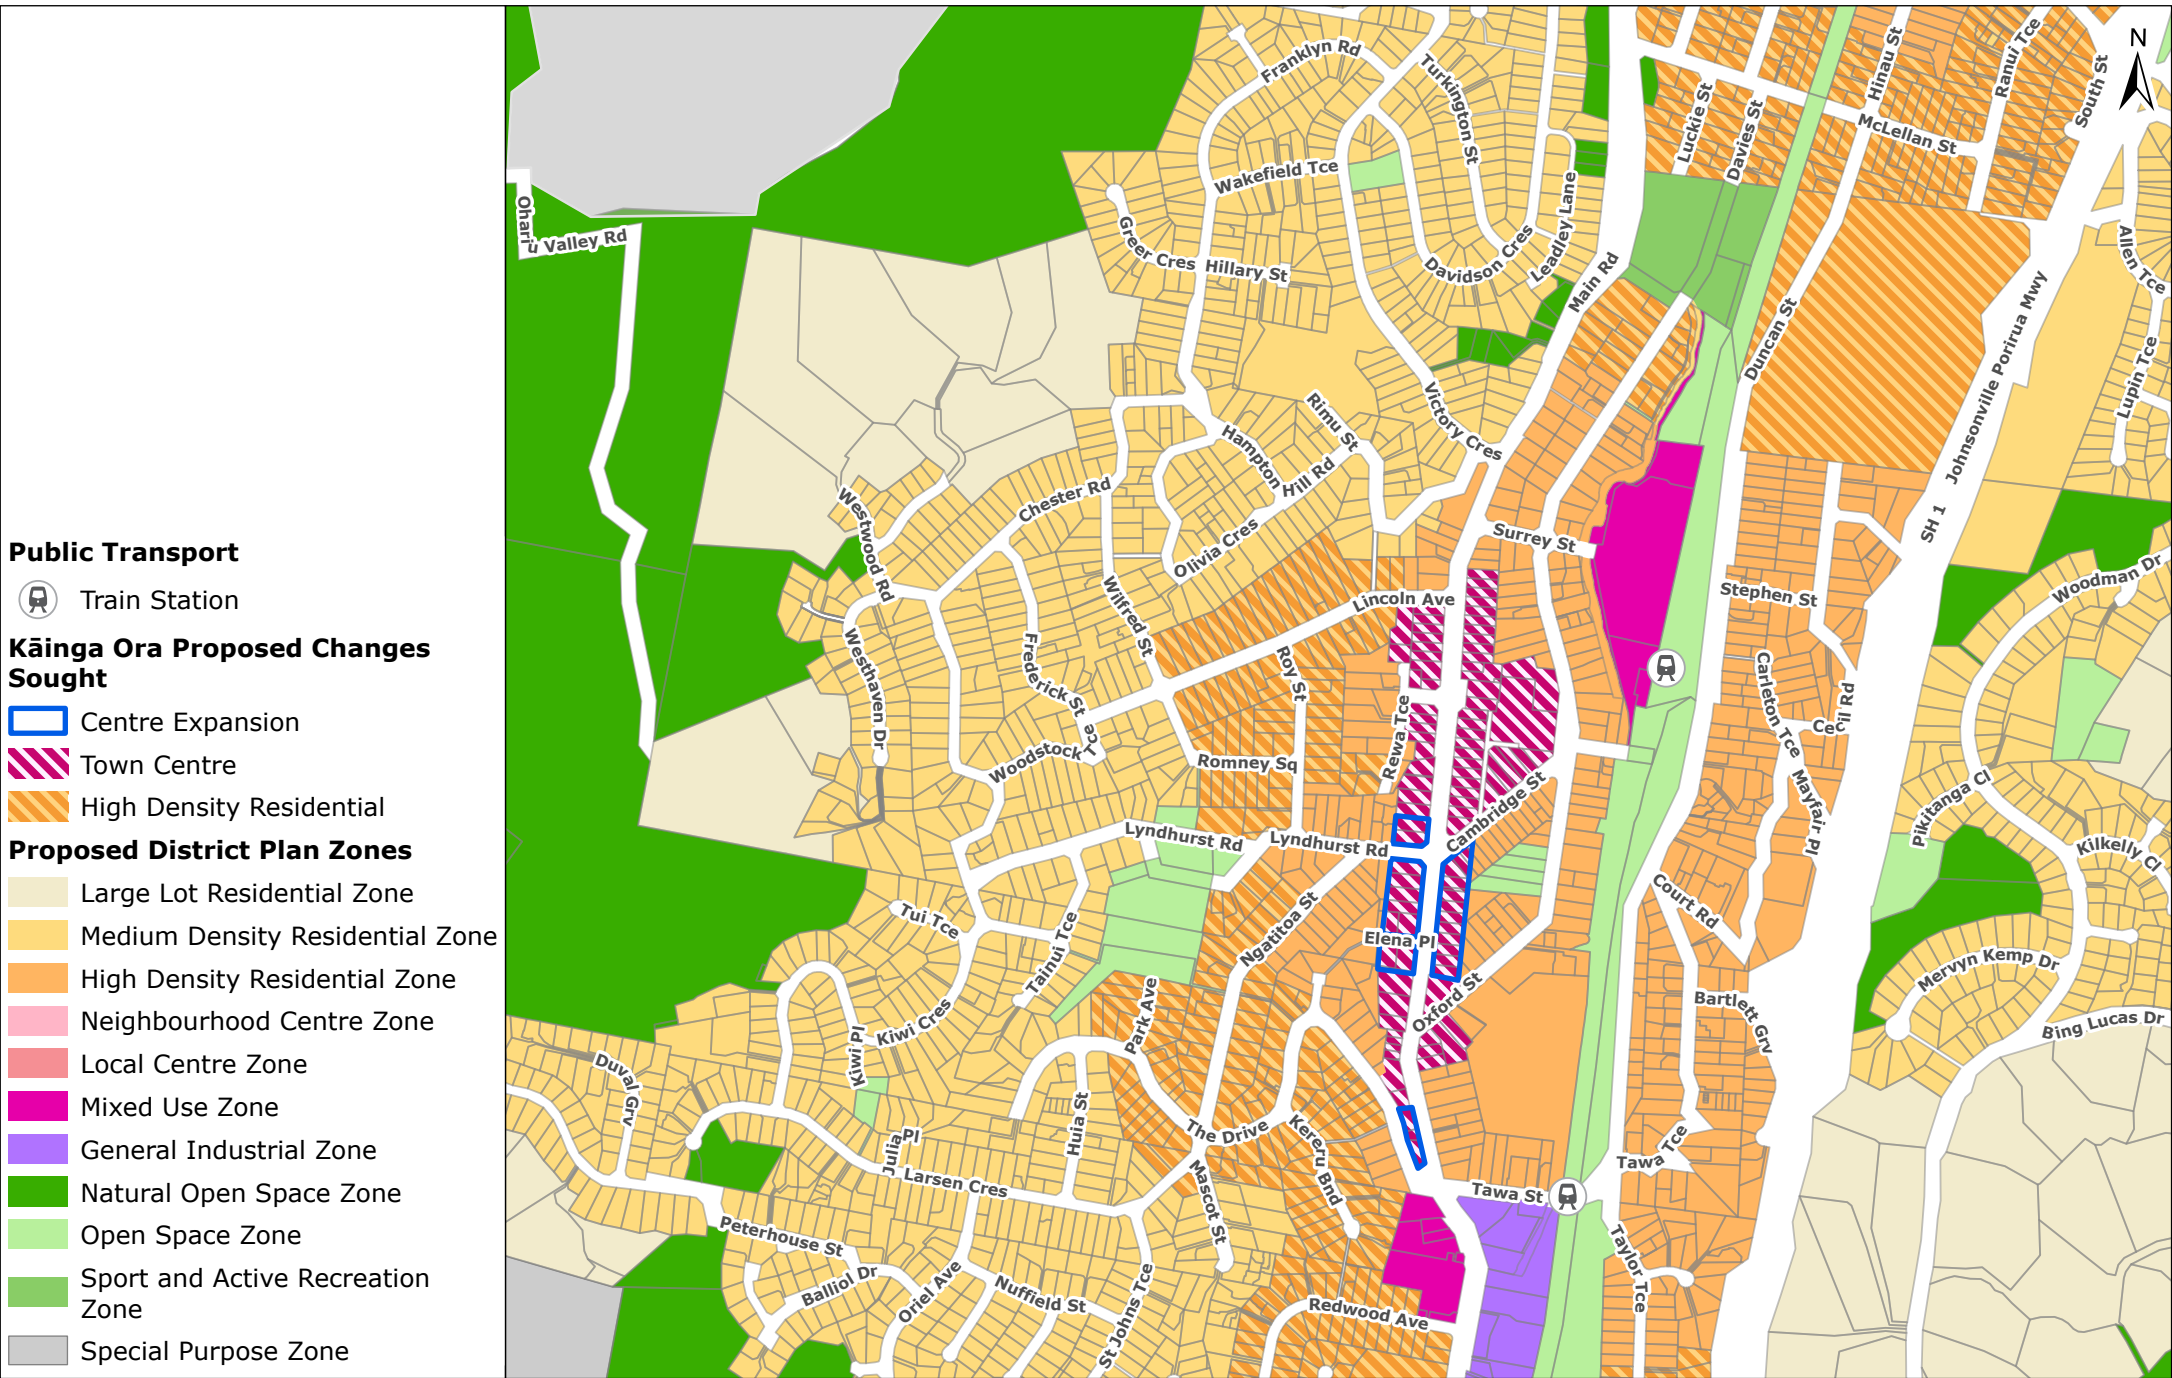 Public Transport
Train Station
Kāinga Ora Proposed Changes
Sought
Centre Expansion
Town Centre
High Density Residential
Proposed District Plan Zones
Large Lot Residential Zone
Medium Density Residential Zone
High Density Residential Zone
Neighbourhood Centre Zone
Local Centre Zone
Mixed Use Zone
General Industrial Zone
Natural Open Space Zone
Open Space Zone
Sport and Active Recreation
Zone
Special Purpose Zone
N
Franklyn Rd
Turkington St
Hinau St
Ranui Tce
South St
Luckie St
Davies St
McLellan St
Wakefield Tce
Leadley Lane
Ohariu Valley Rd
Greer Cres
Hillary St
Davidson Cres
Main Rd
Allen Tce
Duncan St
Johnsonville Porirua Mwy
SH 1
Lupin Tce
Victory Cres
Rimu St
Hampton Hill Rd
Chester Rd
Westwood Rd
Olivia Cres
Surrey St
Wilfred St
Lincoln Ave
Stephen St
Woodman Dr
Westhaven Dr
Frederick St
Roy St
Rewa Tce
Carleton Tce
Cecil Rd
Woodstock Tce
Romney Sq
Cambridge St
Mayfair Pl
Pikitanga Cl
Kilkelly Cl
Lyndhurst Rd
Lyndhurst Rd
Court Rd
Tui Tce
Tainui Tce
Ngatitoa St
Elena Pl
Mervyn Kemp Dr
Oxford St
Bartlett Grv
Bing Lucas Dr
Park Ave
Kiwi Cres
Kiwi Pl
Duval Grv
Julia Pl
Huia St
The Drive
Kereru Bnd
Tawa Tce
Larsen Cres
Mascot St
Tawa St
Peterhouse St
Balliol Dr
Oriel Ave
Nuffield St
St Johns Tce
Redwood Ave
Taylor Tce